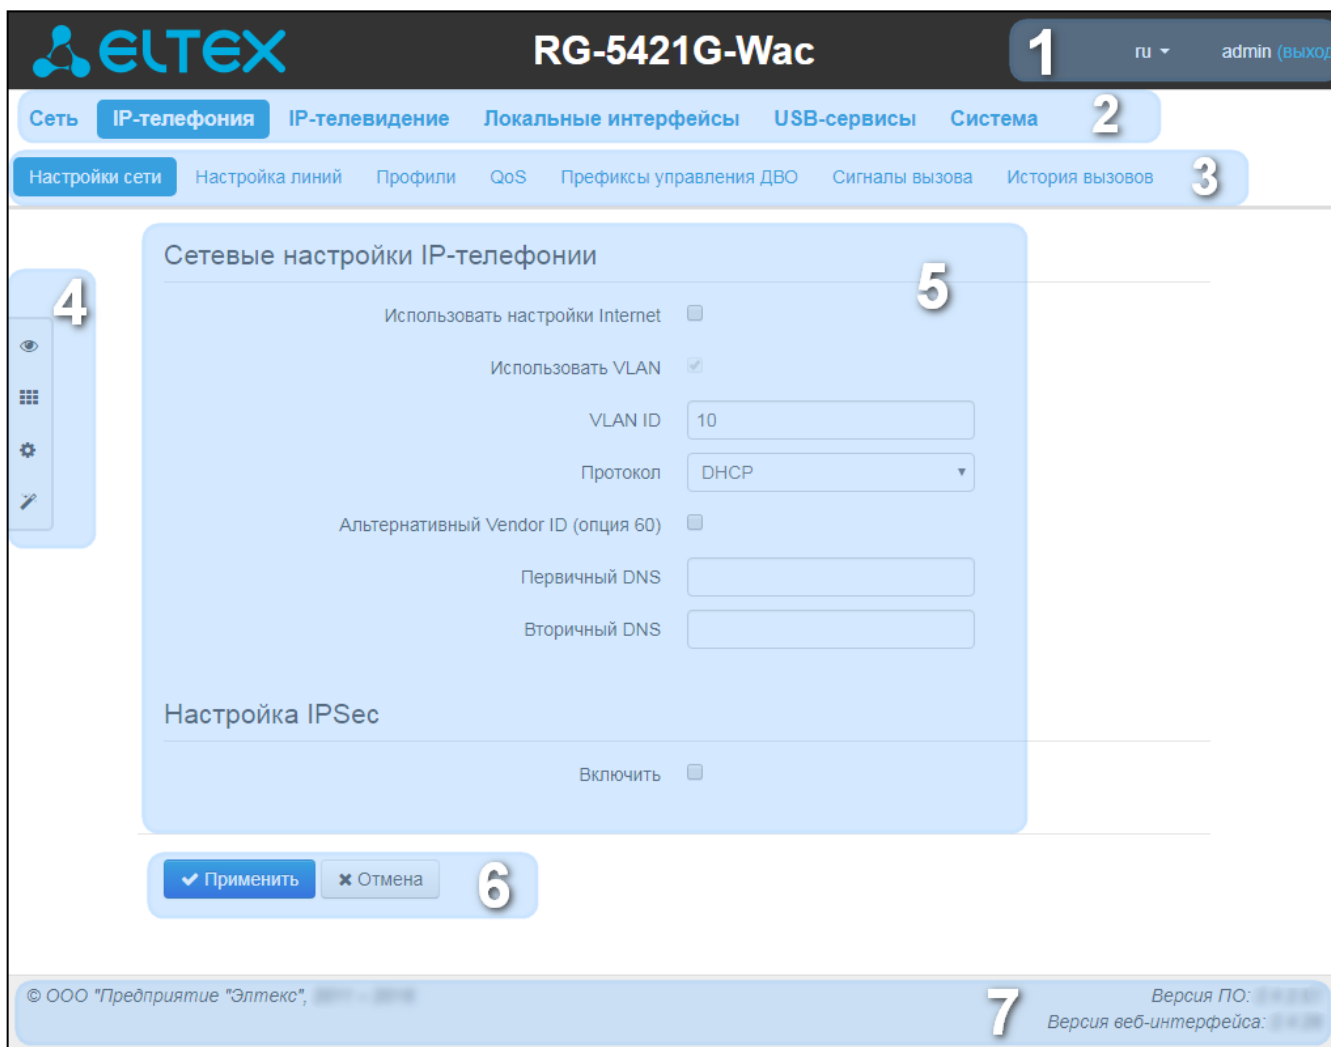 ELTEX RG-5421G-Wac 1 ru admin (выход
Сеть IP-телефония IP-телевидение Локальные интерфейсы USB-сервисы Система 2
Настройки сети Настройка линий Профили QoS Префиксы управления ДВО Сигналы вызова История вызовов 3
Сетевые настройки IP-телефонии 5
4
Использовать настройки Internet
Использовать VLAN
VLAN ID 10
Протокол DHCP
Альтернативный Vendor ID (опция 60)
Первичный DNS
Вторичный DNS
Настройка IPSec
Включить
Применить Отмена 6
© ООО "Предприятие "Элтекс", 7 Версия ПО:
Версия веб-интерфейса: